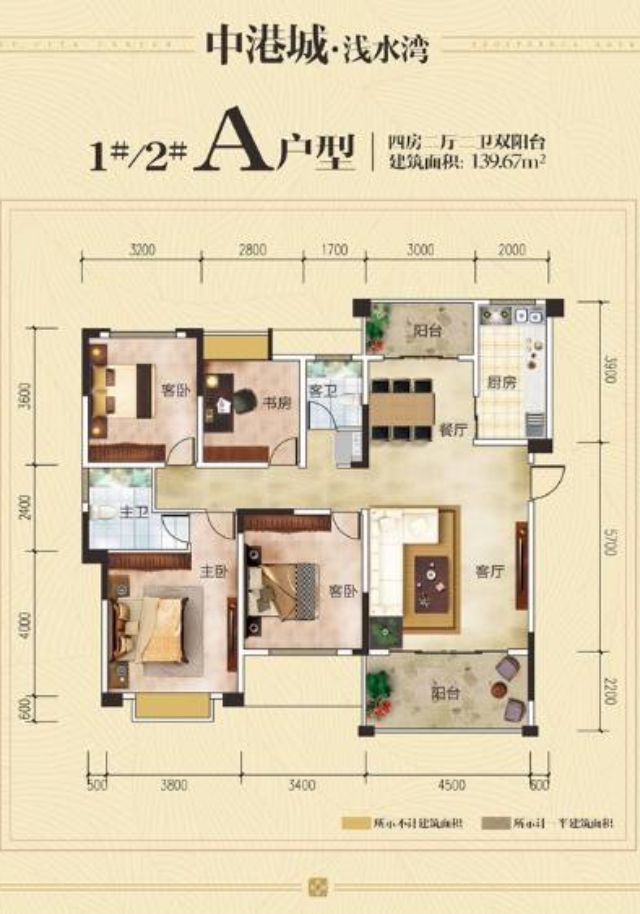 中港城·浅水湾
1#/2# A户型
四房二厅二卫双阳台
建筑面积: 139.67m²
3200 2800 1700 3000 2000
阳台
厨房
客卧
书房
客卫
餐厅
3600
3900
主卫
2400
5700
主卧
客卧
客厅
4000
阳台
2200
600
500 3800 3400 4500 600
所示不计建筑面积
所示计一半建筑面积